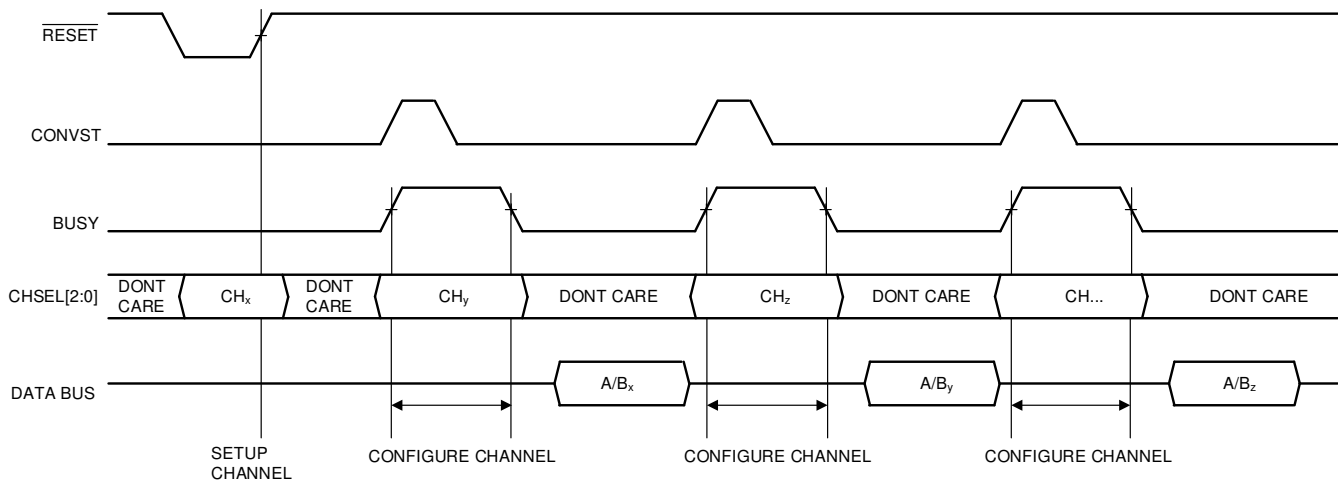 RESET
CONVST
BUSY
CHSEL[2:0]
DONT
CARE
CHx
DONT
CARE
CHy
DONT CARE
CHz
DONT CARE
CH...
DONT CARE
DATA BUS
A/Bx
A/By
A/Bz
SETUP
CHANNEL
CONFIGURE CHANNEL
CONFIGURE CHANNEL
CONFIGURE CHANNEL